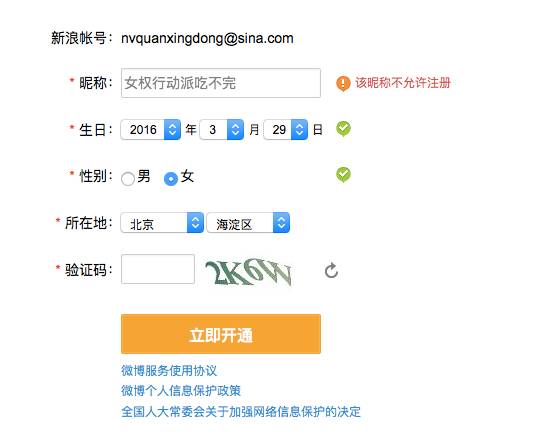 新浪帐号：nvquanxingdong@sina.com
* 昵称： 女权行动派吃不完 该昵称不允许注册
* 生日： 2016 年 3 月 29 日
* 性别： 男 女
* 所在地： 北京 海淀区
* 验证码： 2K6W
立即开通
微博服务使用协议
微博个人信息保护政策
全国人大常委会关于加强网络信息保护的决定